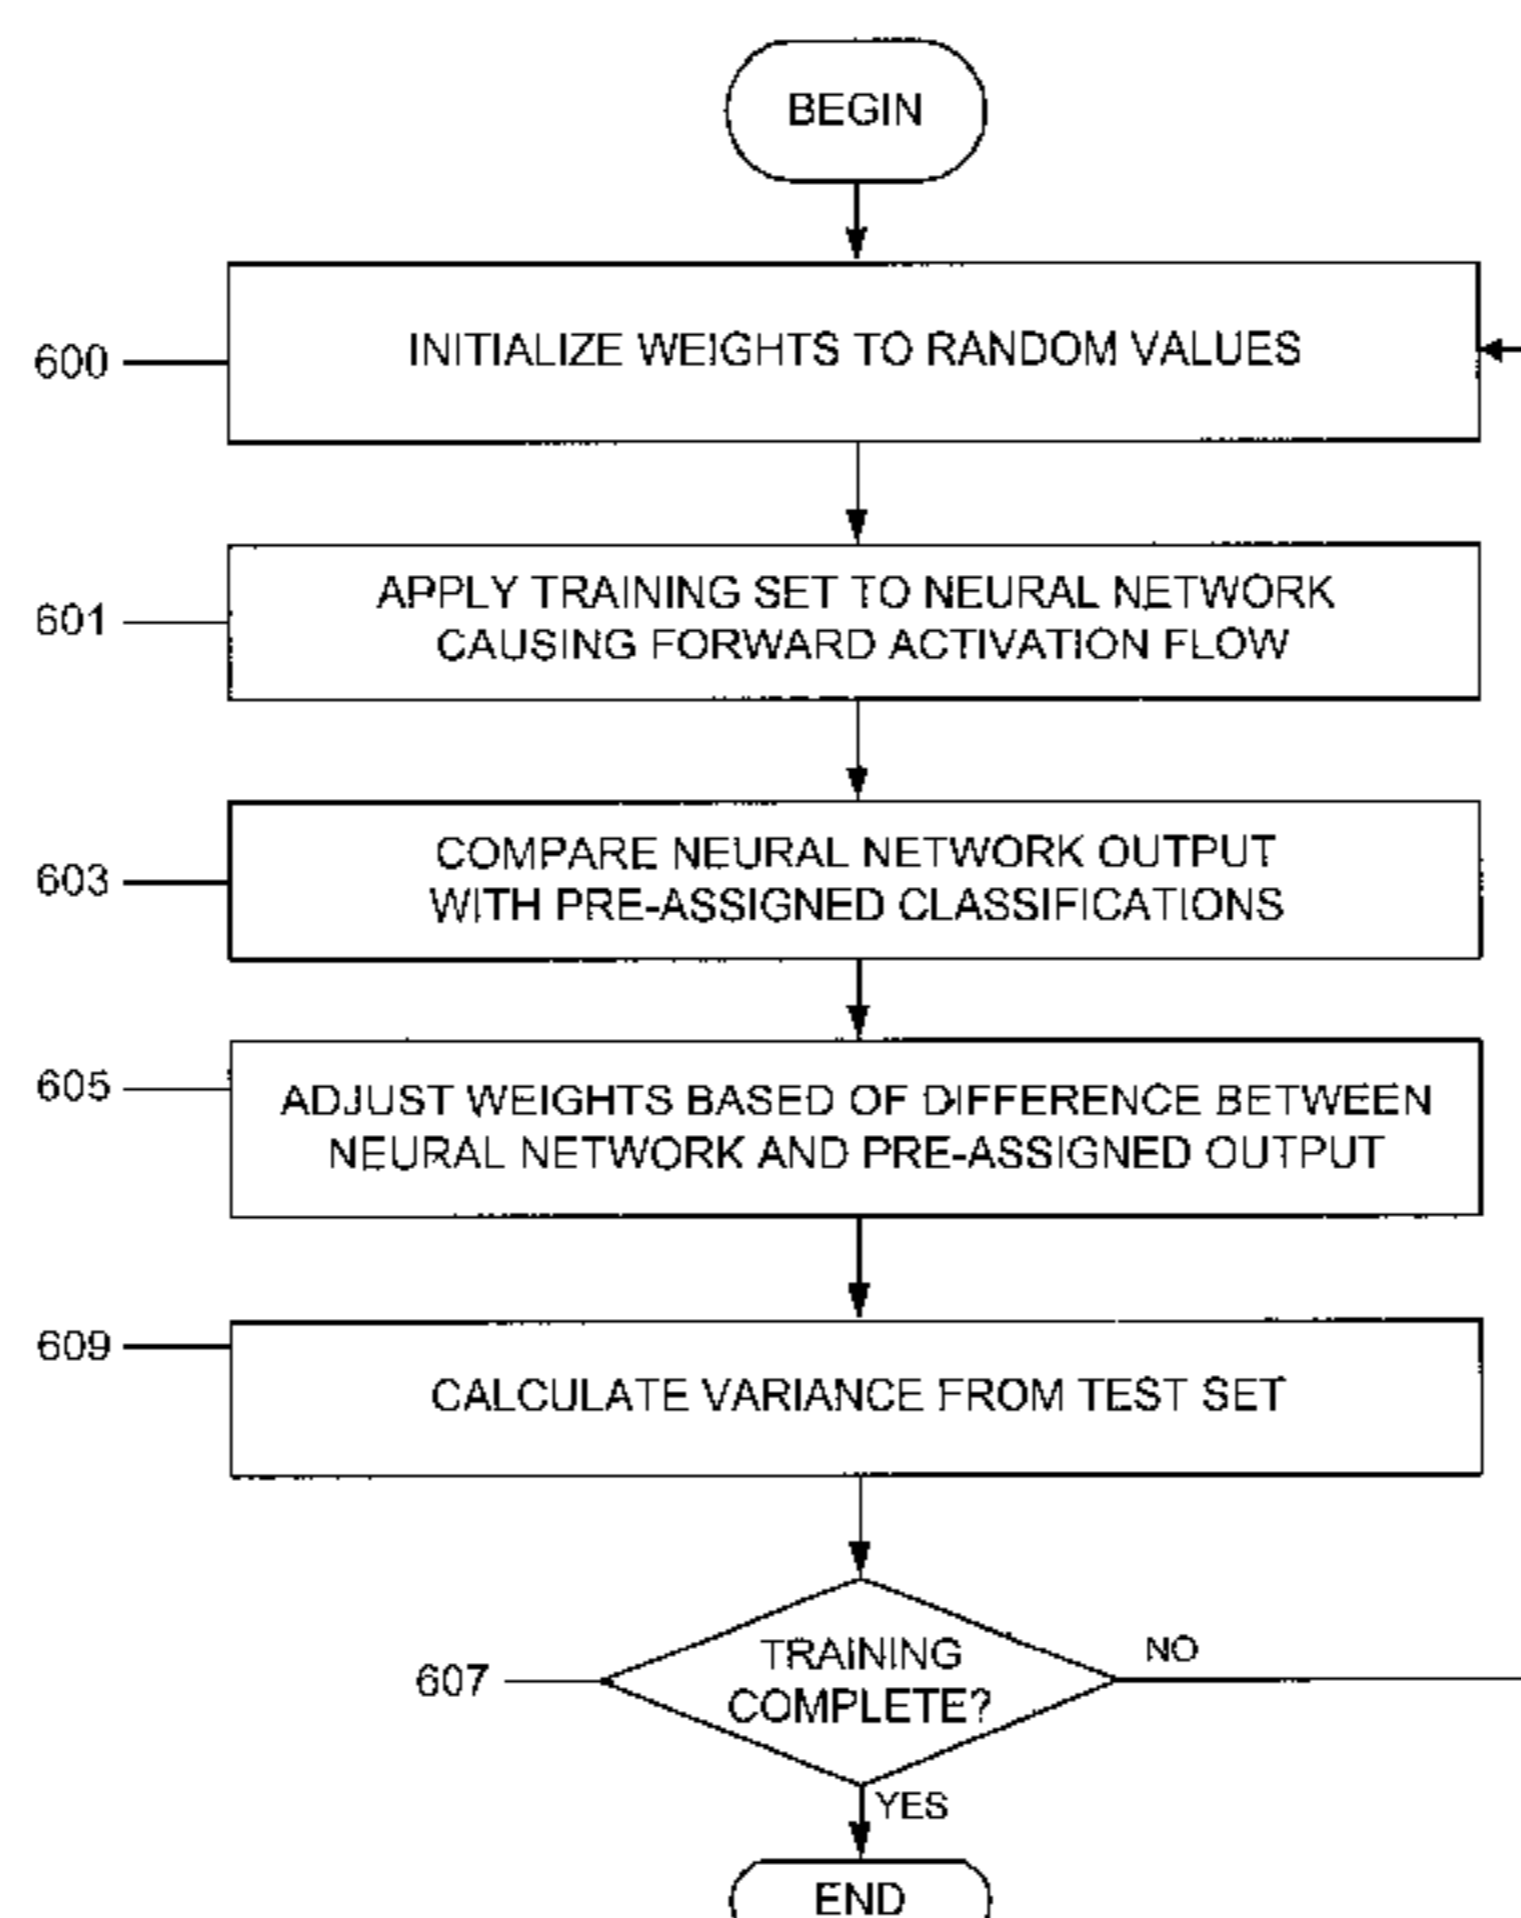 BEGIN
600
INITIALIZE WEIGHTS TO RANDOM VALUES
601
APPLY TRAINING SET TO NEURAL NETWORK
CAUSING FORWARD ACTIVATION FLOW
603
COMPARE NEURAL NETWORK OUTPUT
WITH PRE-ASSIGNED CLASSIFICATIONS
605
ADJUST WEIGHTS BASED OF DIFFERENCE BETWEEN
NEURAL NETWORK AND PRE-ASSIGNED OUTPUT
609
CALCULATE VARIANCE FROM TEST SET
607
TRAINING
COMPLETE?
NO
YES
END